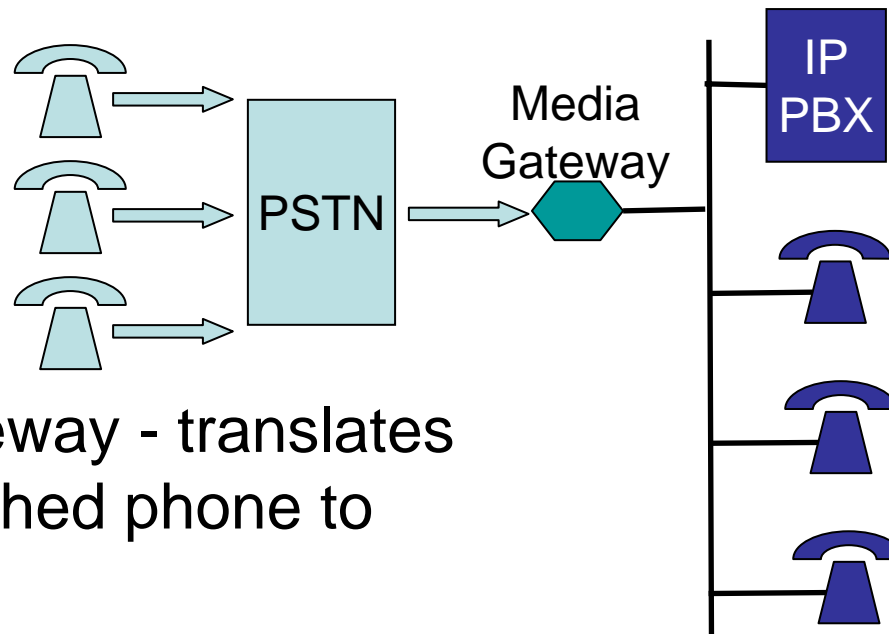 IP
PBX
Media
Gateway
PSTN
eway - translates
hed phone to